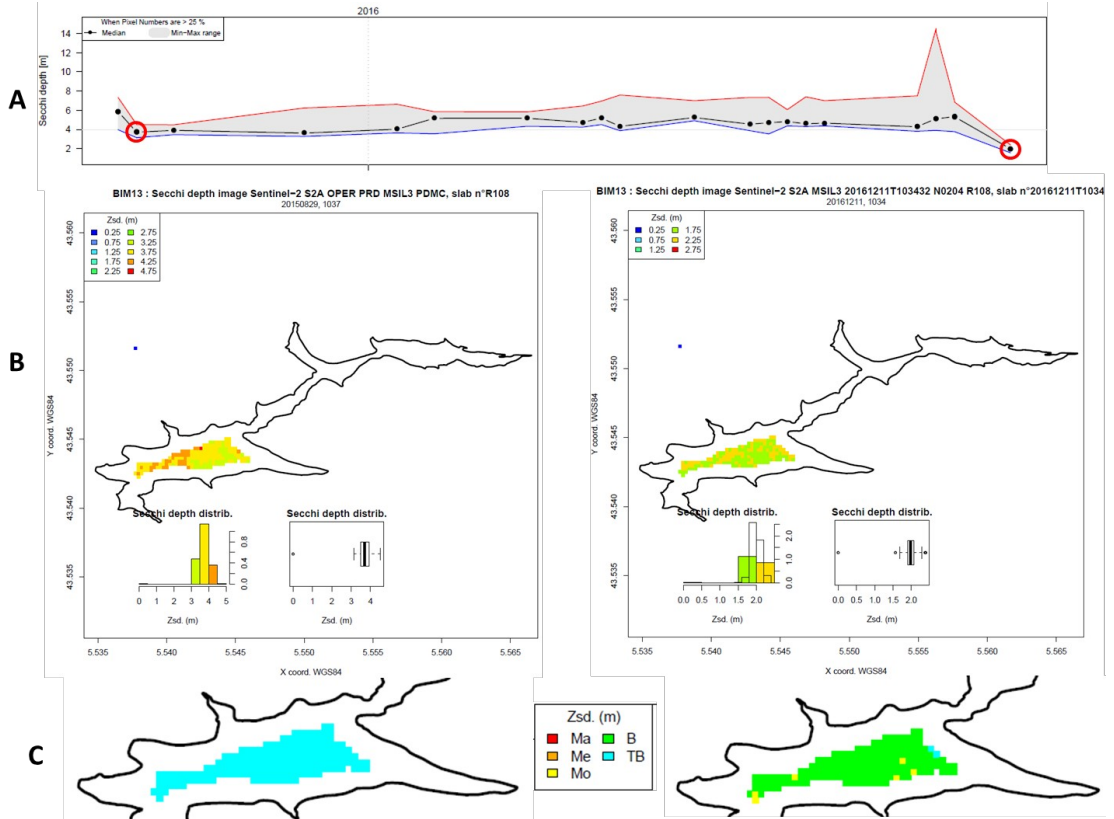 2016
When Pixel Numbers are > 25 %
Median Min-Max range
Secchi depth [m]
14
12
10
8
6
4
2
A
BIM13 : Secchi depth image Sentinel-2 S2A OPER PRD MSIL3 PDMC, slab n°R108
20150829, 1037
Zsd. (m)
0.25 2.75
0.75 3.25
1.25 3.75
1.75 4.25
2.25 4.75
Y coord. WGS84
43.560
43.555
43.550
43.545
43.540
43.535
B
Secchi depth distrib.
0.8
0.4
0.0
0 1 2 3 4 5
Zsd. (m)
Secchi depth distrib.
0 1 2 3 4
Zsd. (m)
5.535 5.540 5.545 5.550 5.555 5.560 5.565
X coord. WGS84
BIM13 : Secchi depth image Sentinel-2 S2A MSIL3 20161211T103432 N0204 R108, slab n°20161211T1034
20161211, 1034
Zsd. (m)
0.25 1.75
0.75 2.25
1.25 2.75
Y coord. WGS84
43.560
43.555
43.550
43.545
43.540
43.535
Secchi depth distrib.
2.0
1.0
0.0
0.0 0.5 1.0 1.5 2.0
Zsd. (m)
Secchi depth distrib.
0.0 0.5 1.0 1.5 2.0
Zsd. (m)
5.535 5.540 5.545 5.550 5.555 5.560 5.565
X coord. WGS84
C
Zsd. (m)
Ma B
Me TB
Mo